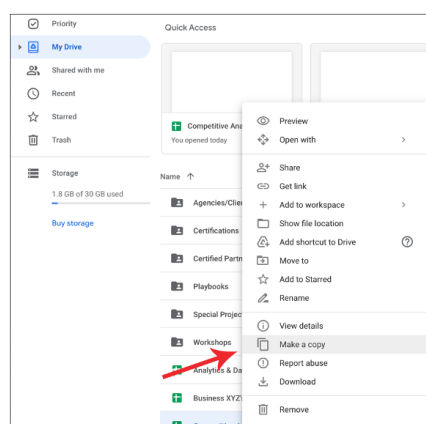 Priority
My Drive
Shared with me
Recent
Starred
Trash
Storage
1.8 GB of 30 GB used
Buy storage
Quick Access
Competitive Ana
You opened today
Name
Agencies/Clie
Certifications
Certified Partn
Playbooks
Special Projec
Workshops
Analytics & Da
Business XYZ
Preview
Open with
Share
Get link
Add to workspace
Show file location
Add shortcut to Drive
Move to
Add to Starred
Rename
View details
Make a copy
Report abuse
Download
Remove